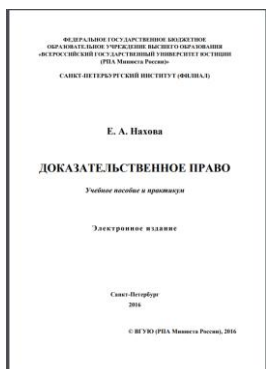 ФЕДЕРАЛЬНОЕ ГОСУДАРСТВЕННОЕ БЮДЖЕТНОЕ
ОБРАЗОВАТЕЛЬНОЕ УЧРЕЖДЕНИЕ ВЫСШЕГО ОБРАЗОВАНИЯ
«ВСЕРОССИЙСКИЙ ГОСУДАРСТВЕННЫЙ УНИВЕРСИТЕТ ЮСТИЦИИ
(РПА Минюста России)»
САНКТ-ПЕТЕРБУРГСКИЙ ИНСТИТУТ (ФИЛИАЛ)
Е. А. Нахова
ДОКАЗАТЕЛЬСТВЕННОЕ ПРАВО
Учебное пособие и практикум
Электронное издание
Санкт-Петербург
2016
© ВГУЮ (РПА Минюста России), 2016